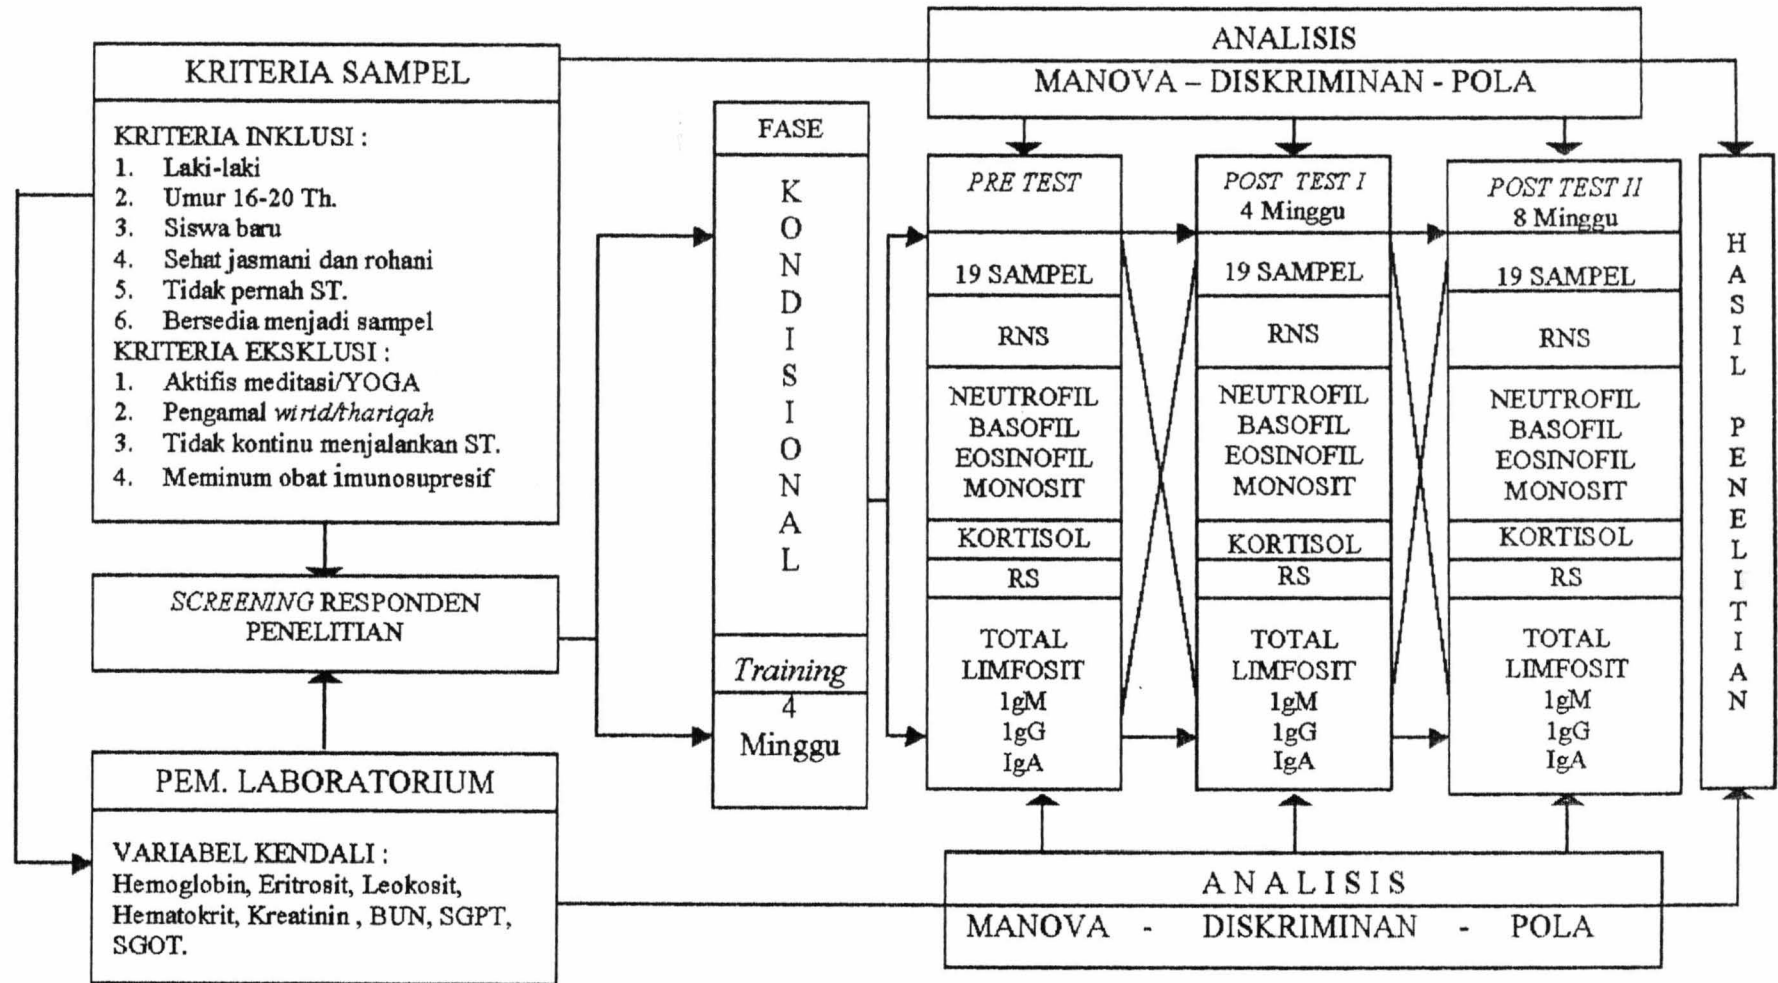 KRITERIA SAMPEL
KRITERIA INKLUSI :
1. Laki-laki
2. Umur 16-20 Th.
3. Siswa baru
4. Sehat jasmani dan rohani
5. Tidak pernah ST.
6. Bersedia menjadi sampel
KRITERIA EKSKLUSI :
1. Aktifis meditasi/YOGA
2. Pengamal wirid/thariqah
3. Tidak kontinu menjalankan ST.
4. Meminum obat imunosupresif
SCREENING RESPONDEN
PENELITIAN
PEM. LABORATORIUM
VARIABEL KENDALI :
Hemoglobin, Eritrosit, Leokosit,
Hematokrit, Kreatinin , BUN, SGPT,
SGOT.
FASE
K
O
N
D
I
S
I
O
N
A
L
Training
4
Minggu
ANALISIS
MANOVA – DISKRIMINAN - POLA
PRE TEST
19 SAMPEL
RNS
NEUTROFIL
BASOFIL
EOSINOFIL
MONOSIT
KORTISOL
RS
TOTAL
LIMFOSIT
1gM
1gG
IgA
POST TEST I
4 Minggu
19 SAMPEL
RNS
NEUTROFIL
BASOFIL
EOSINOFIL
MONOSIT
KORTISOL
RS
TOTAL
LIMFOSIT
1gM
1gG
IgA
POST TEST II
8 Minggu
19 SAMPEL
RNS
NEUTROFIL
BASOFIL
EOSINOFIL
MONOSIT
KORTISOL
RS
TOTAL
LIMFOSIT
1gM
1gG
IgA
H
A
S
I
L
P
E
N
E
L
I
T
I
A
N
A N A L I S I S
MANOVA - DISKRIMINAN - POLA